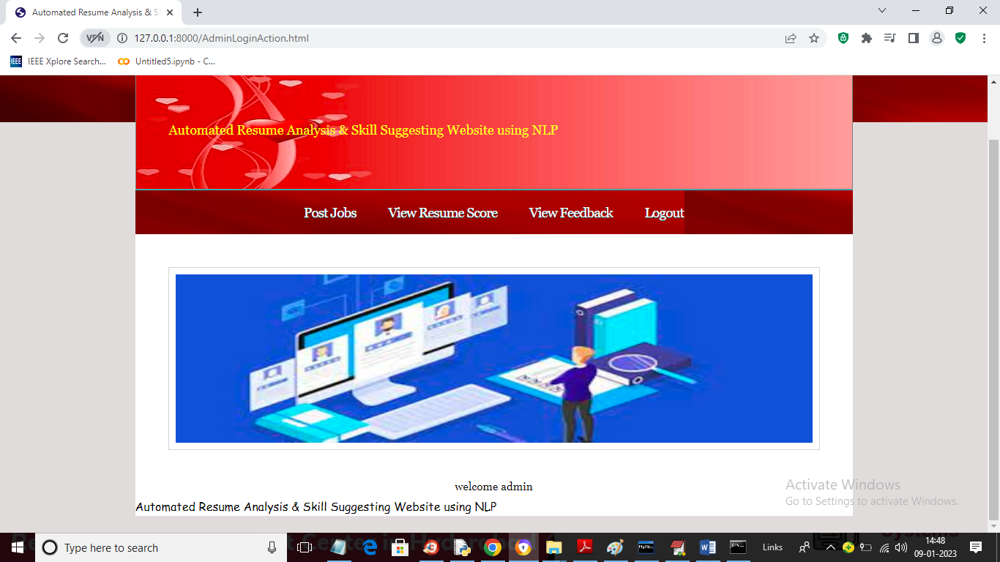 Automated Resume Analysis & S
127.0.0.1:8000/AdminLoginAction.html
IEEE IEEE Xplore Search... Untitled5.ipynb - C...
Automated Resume Analysis & Skill Suggesting Website using NLP
Post Jobs View Resume Score View Feedback Logout
welcome admin
Automated Resume Analysis & Skill Suggesting Website using NLP
Activate Windows
Go to Settings to activate Windows.
Type here to search
Links
14:48
09-01-2023